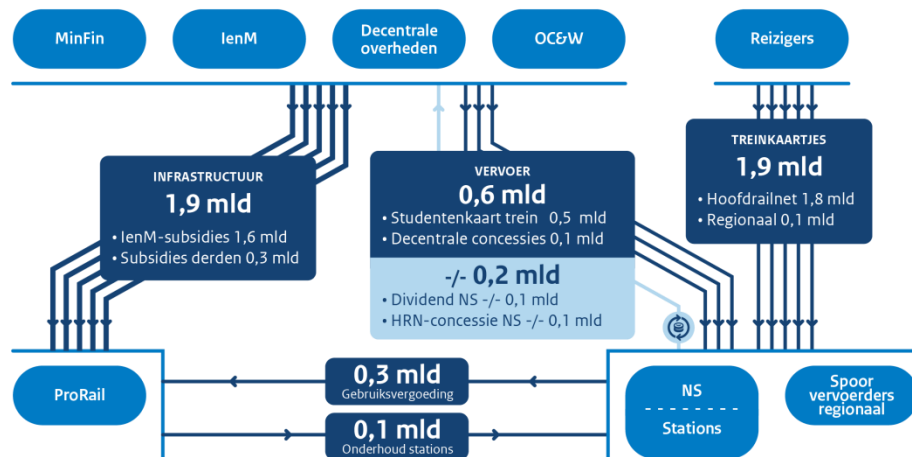 MinFin
IenM
Decentrale
overheden
OC&W
Reizigers
INFRASTRUCTUUR
1,9 mld
• IenM-subsidies 1,6 mld
• Subsidies derden 0,3 mld
VERVOER
0,6 mld
• Studentenkaart trein 0,5 mld
• Decentrale concessies 0,1 mld
-/- 0,2 mld
• Dividend NS -/- 0,1 mld
• HRN-concessie NS -/- 0,1 mld
TREINKAARTJES
1,9 mld
• Hoofdrailnet 1,8 mld
• Regionaal 0,1 mld
ProRail
0,3 mld
Gebruiksvergoeding
0,1 mld
Onderhoud stations
NS
Stations
Spoor
vervoerders
regionaal